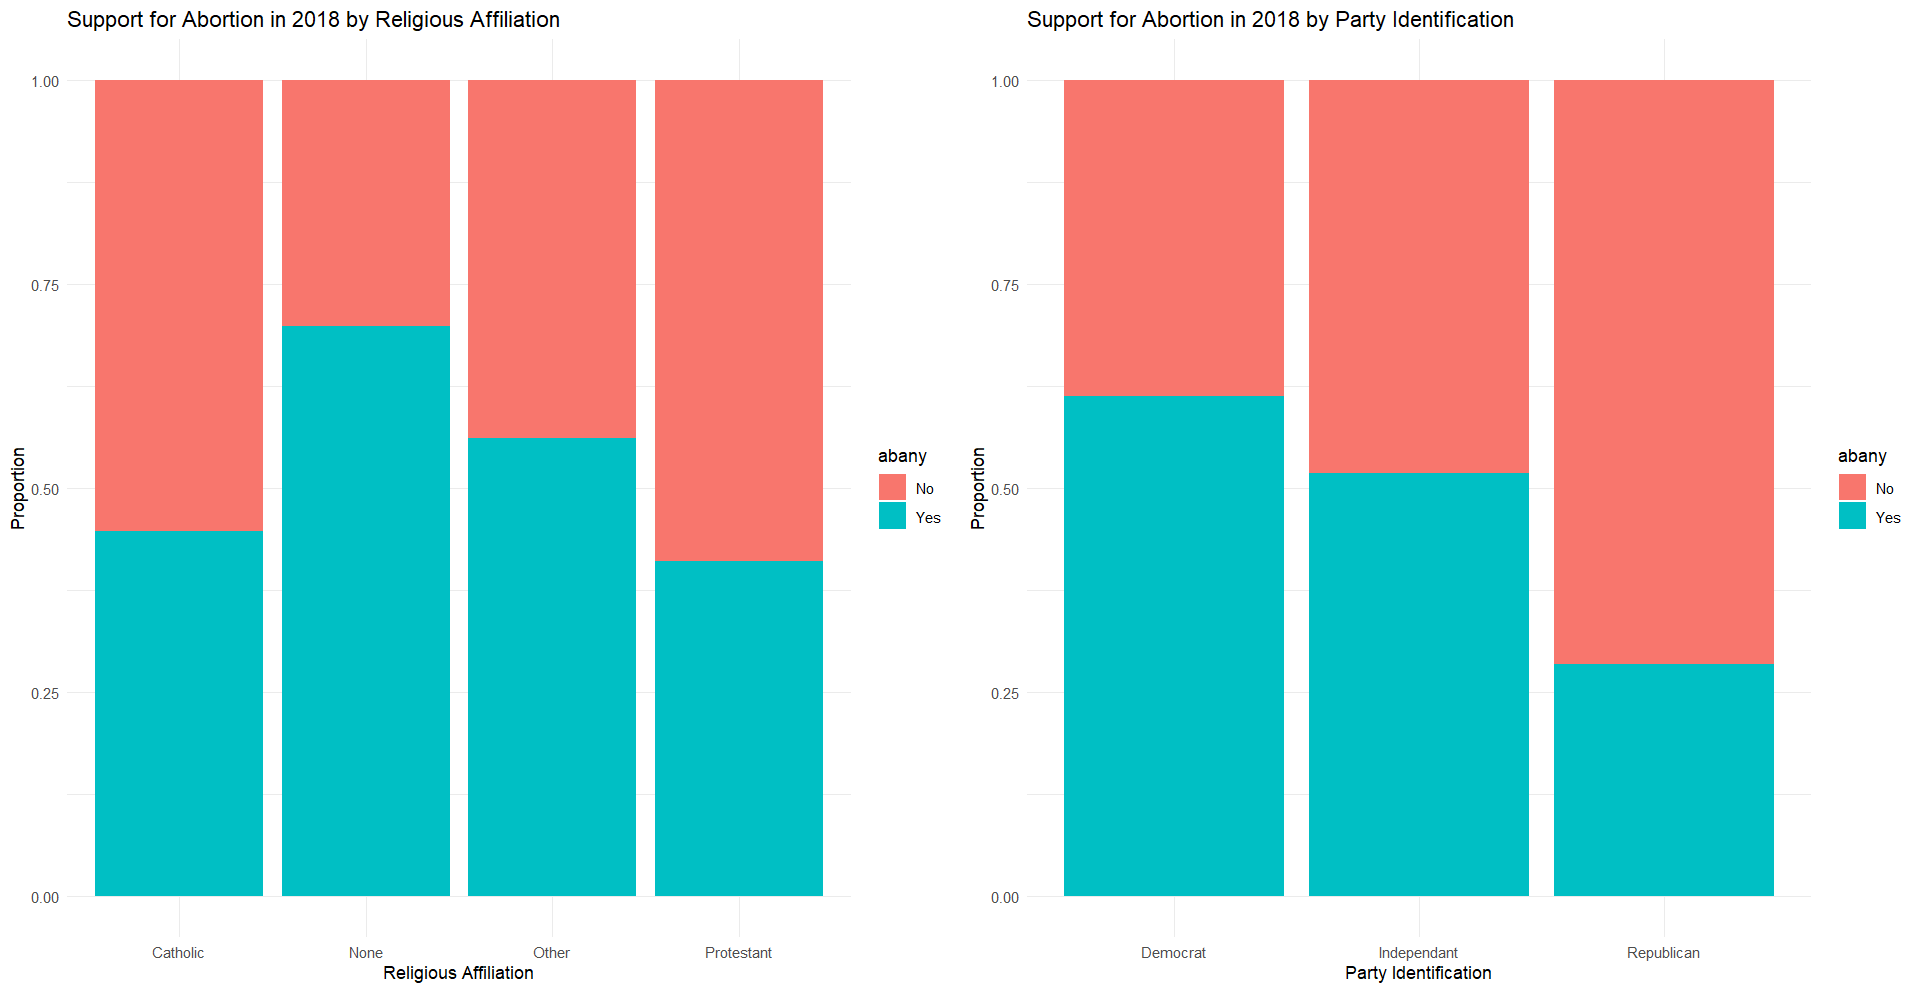 Support for Abortion in 2018 by Religious Affiliation
1.00
0.75
0.50
0.25
0.00
Proportion
Catholic None Other Protestant
Religious Affiliation
abany
No
Yes
Support for Abortion in 2018 by Party Identification
1.00
0.75
0.50
0.25
0.00
Proportion
Democrat Independant Republican
Party Identification
abany
No
Yes